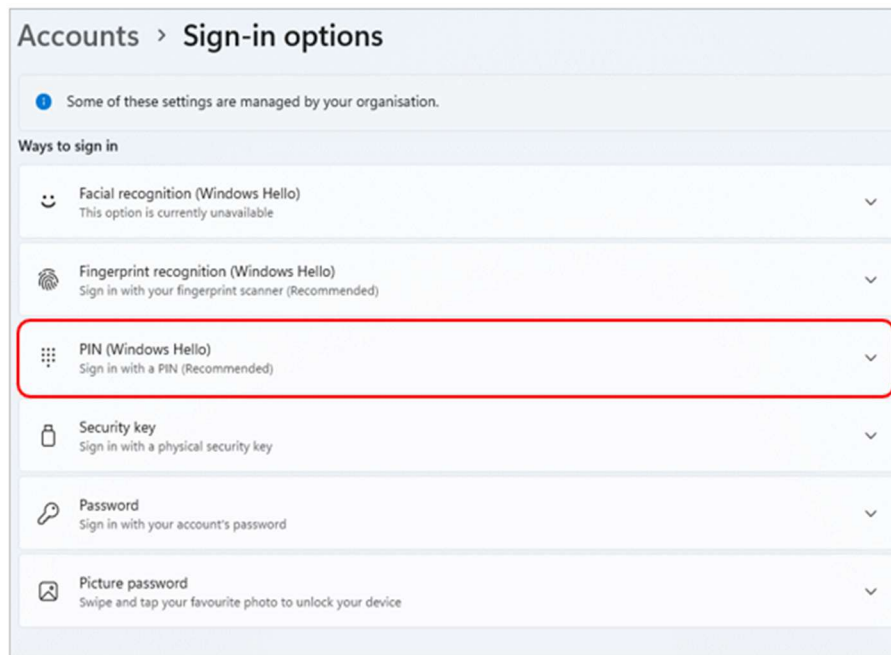 Accounts > Sign-in options
Some of these settings are managed by your organisation.
Ways to sign in
Facial recognition (Windows Hello)
This option is currently unavailable
Fingerprint recognition (Windows Hello)
Sign in with your fingerprint scanner (Recommended)
PIN (Windows Hello)
Sign in with a PIN (Recommended)
Security key
Sign in with a physical security key
Password
Sign in with your account's password
Picture password
Swipe and tap your favourite photo to unlock your device